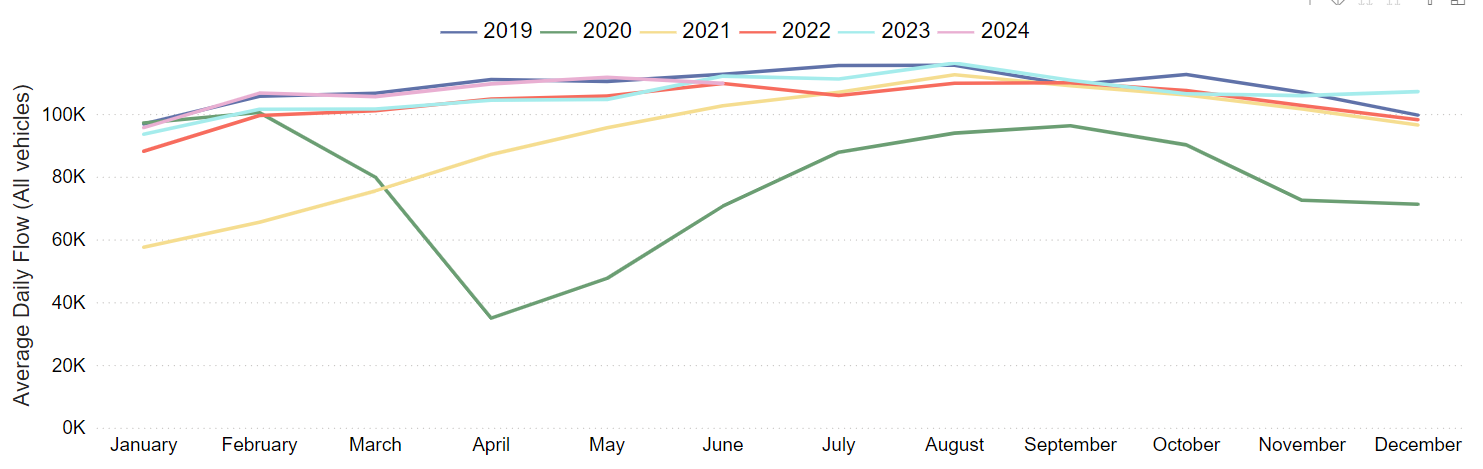 2019 2020 2021 2022 2023 2024
Average Daily Flow (All vehicles)
100K
80K
60K
40K
20K
0K
January February March April May June July August September October November December